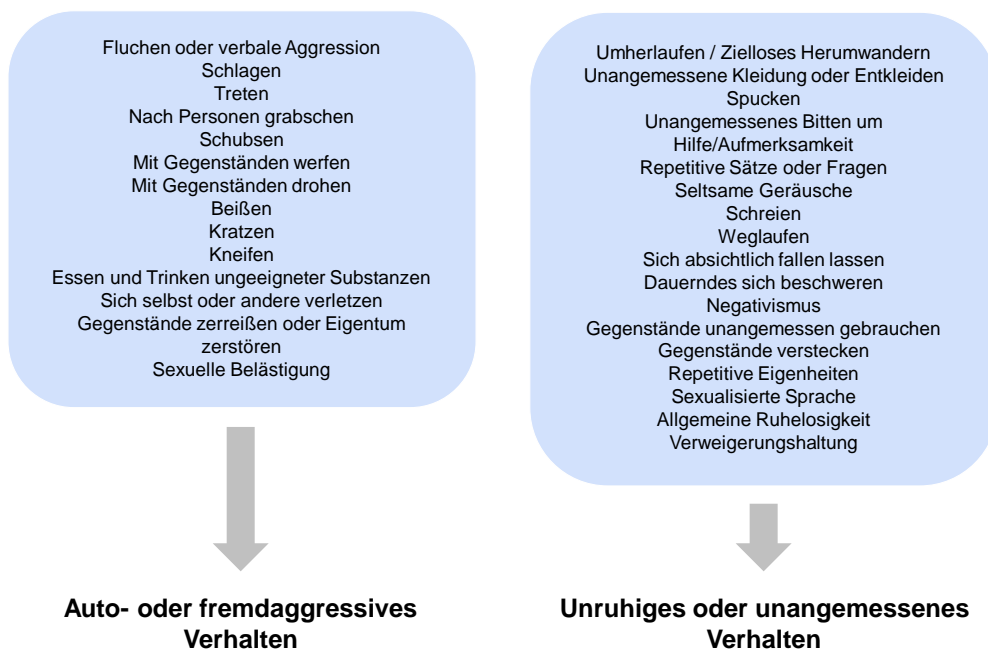 Fluchen oder verbale Aggression
Schlagen
Treten
Nach Personen grabschen
Schubsen
Mit Gegenständen werfen
Mit Gegenständen drohen
Beißen
Kratzen
Kneifen
Essen und Trinken ungeeigneter Substanzen
Sich selbst oder andere verletzen
Gegenstände zerreißen oder Eigentum
zerstören
Sexuelle Belästigung
Auto- oder fremdaggressives
Verhalten
Umherlaufen / Zielloses Herumwandern
Unangemessene Kleidung oder Entkleiden
Spucken
Unangemessenes Bitten um
Hilfe/Aufmerksamkeit
Repetitive Sätze oder Fragen
Seltsame Geräusche
Schreien
Weglaufen
Sich absichtlich fallen lassen
Dauerndes sich beschweren
Negativismus
Gegenstände unangemessen gebrauchen
Gegenstände verstecken
Repetitive Eigenheiten
Sexualisierte Sprache
Allgemeine Ruhelosigkeit
Verweigerungshaltung
Unruhiges oder unangemessenes
Verhalten